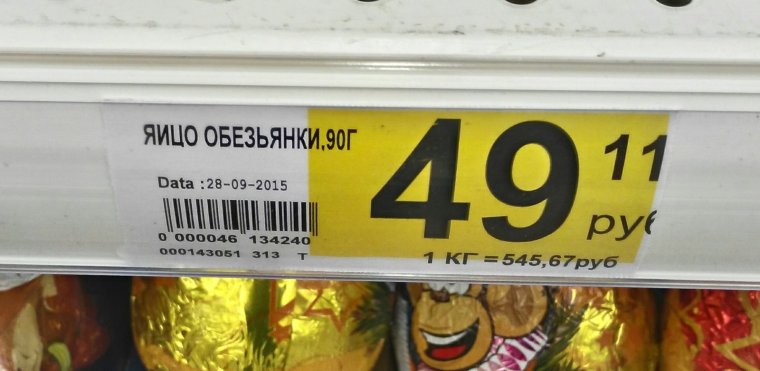 ЯИЦО ОБЕЗЬЯНКИ,90Г
Data :28-09-2015
0 000046 134240
000143051 313 T
49 11
руб
1 КГ =545,67руб